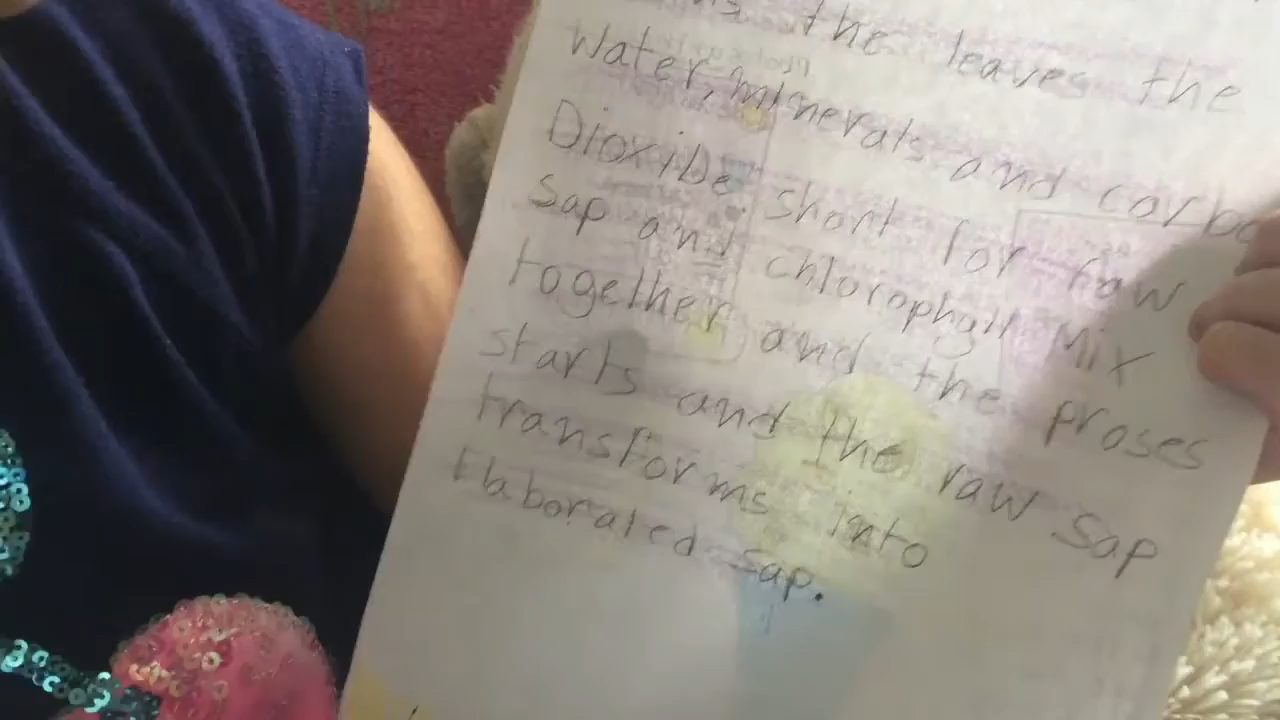 the leaves the
water, minerals and carbo
Dioxide. short for raw
sap and chlorophyll Mix
together and the proses
starts and the raw sap
transforms into
Elaborated sap.